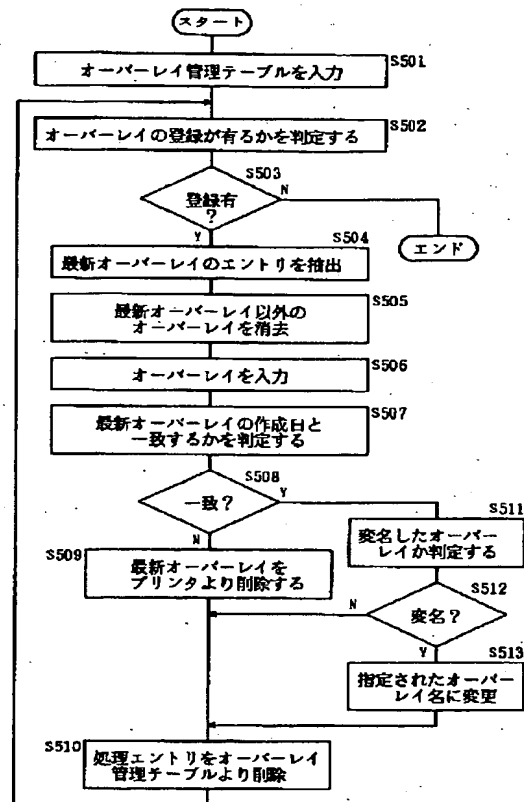 スタート
S501
オーバーレイ管理テーブルを入力
S502
オーバーレイの登録が有るかを判定する
S503
登録有
?
N
Y
エンド
S504
最新オーバーレイのエントリを抽出
S505
最新オーバーレイ以外の
オーバーレイを消去
S506
オーバーレイを入力
S507
最新オーバーレイの作成日と
一致するかを判定する
S508
一致?
Y
N
S511
変名したオーバー
レイか判定する
S509
最新オーバーレイを
プリンタより削除する
S512
変名?
N
Y
S513
指定されたオーバー
レイ名に変更
S510
処理エントリをオーバーレイ
管理テーブルより削除